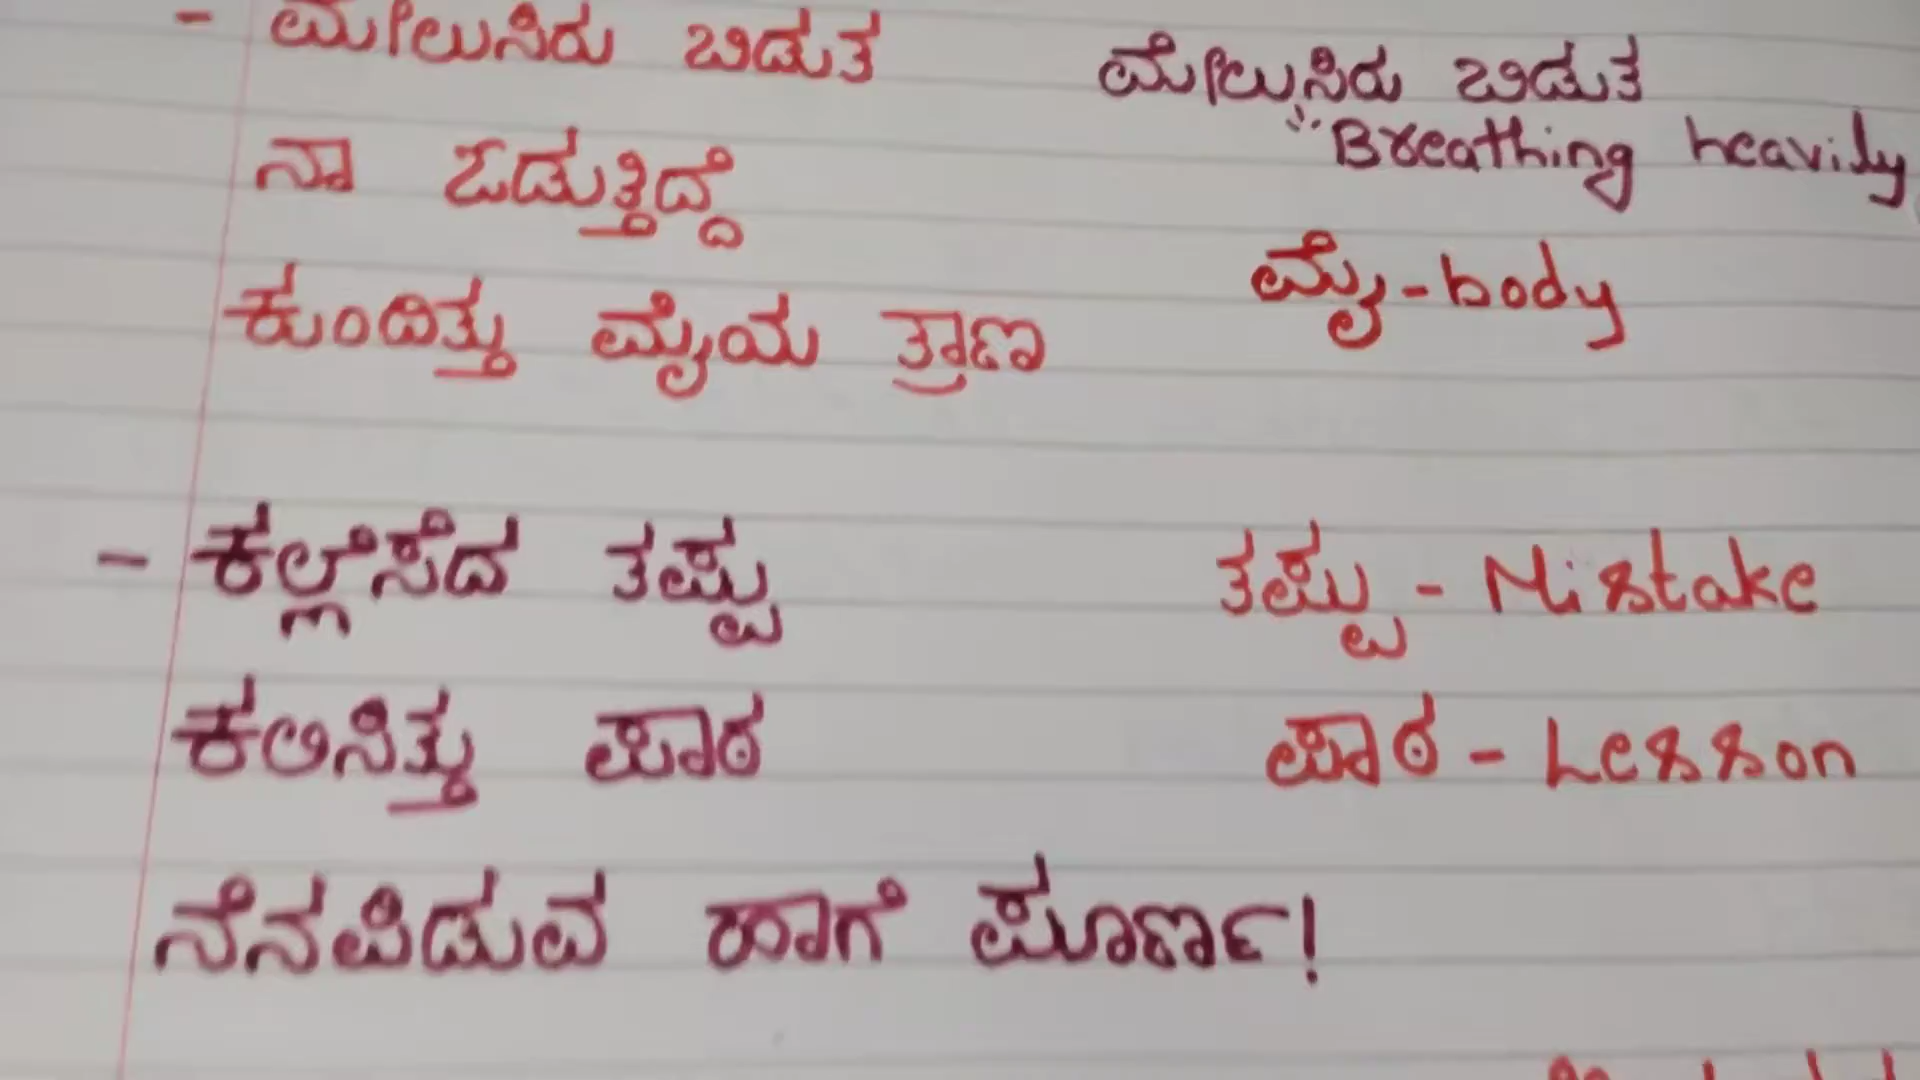 - ಮೇಲುಸಿರು ಬಿಡುತ
ನಾ ಓಡುತ್ತಿದ್ದೆ
ಕುಂದಿತ್ತು ಮೈಯ ತ್ರಾಣ
- ಕಲ್ಲೆಸೆದ ತಪ್ಪು
ಕಲಿಸಿತ್ತು ಪಾಠ
ನೆನಪಿಡುವ ಹಾಗೆ ಪೂರ್ಣ!
ಮೇಲುಸಿರು ಬಿಡುತ
Breathing heavily
ಮೈ - body
ತಪ್ಪು - Mistake
ಪಾಠ - Lesson